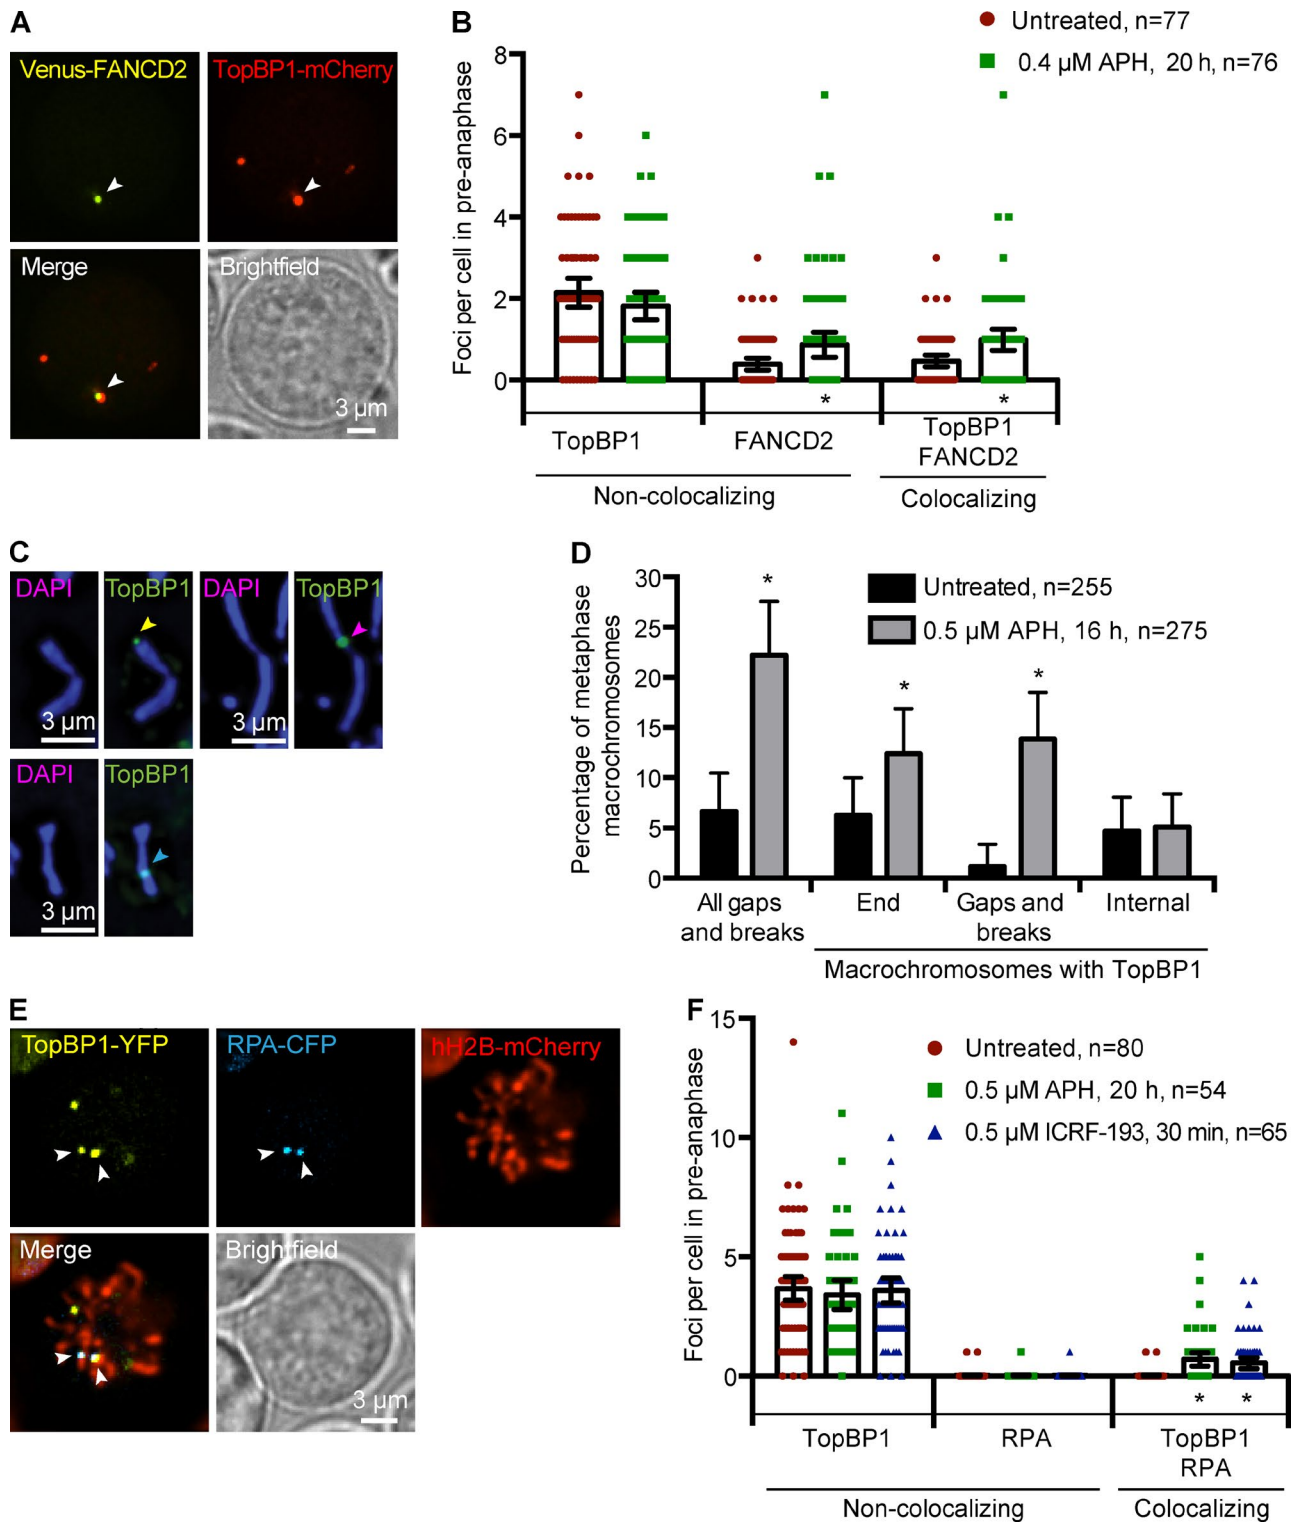 A
Venus-FANCD2
TopBP1-mCherry
Merge
Brightfield
3 µm
B
Untreated, n=77
0.4 µM APH, 20 h, n=76
Foci per cell in pre-anaphase
8
6
4
2
0
*
*
TopBP1
FANCD2
TopBP1
FANCD2
Non-colocalizing
Colocalizing
C
DAPI
TopBP1
DAPI
TopBP1
3 µm
3 µm
DAPI
TopBP1
3 µm
D
Untreated, n=255
0.5 µM APH, 16 h, n=275
Percentage of metaphase
macrochromosomes
30
25
20
15
10
5
0
*
*
*
All gaps
and breaks
End
Gaps and
breaks
Internal
Macrochromosomes with TopBP1
E
TopBP1-YFP
RPA-CFP
hH2B-mCherry
Merge
Brightfield
3 µm
F
Untreated, n=80
0.5 µM APH, 20 h, n=54
0.5 µM ICRF-193, 30 min, n=65
Foci per cell in pre-anaphase
15
10
5
0
*
*
TopBP1
RPA
TopBP1
RPA
Non-colocalizing
Colocalizing